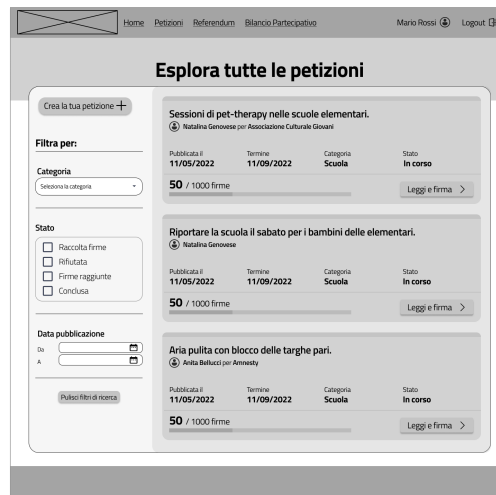 Home Petizioni Referendum Bilancio Partecipativo Mario Rossi Logout
Esplora tutte le petizioni
Crea la tua petizione
Filtra per:
Categoria
Seleziona la categoria
Stato
Raccolta firme
Rifiutata
Firme raggiunte
Conclusa
Data pubblicazione
Da
A
Pulisci filtri di ricerca
Sessioni di pet-therapy nelle scuole elementari.
Natalina Genovese per Associazione Culturale Giovani
Pubblicata il Termine Categoria Stato
11/05/2022 11/09/2022 Scuola In corso
50 / 1000 firme
Leggi e firma
Riportare la scuola il sabato per i bambini delle elementari.
Natalina Genovese
Pubblicata il Termine Categoria Stato
11/05/2022 11/09/2022 Scuola In corso
50 / 1000 firme
Leggi e firma
Aria pulita con blocco delle targhe pari.
Anita Bellucci per Amnesty
Pubblicata il Termine Categoria Stato
11/05/2022 11/09/2022 Scuola In corso
50 / 1000 firme
Leggi e firma